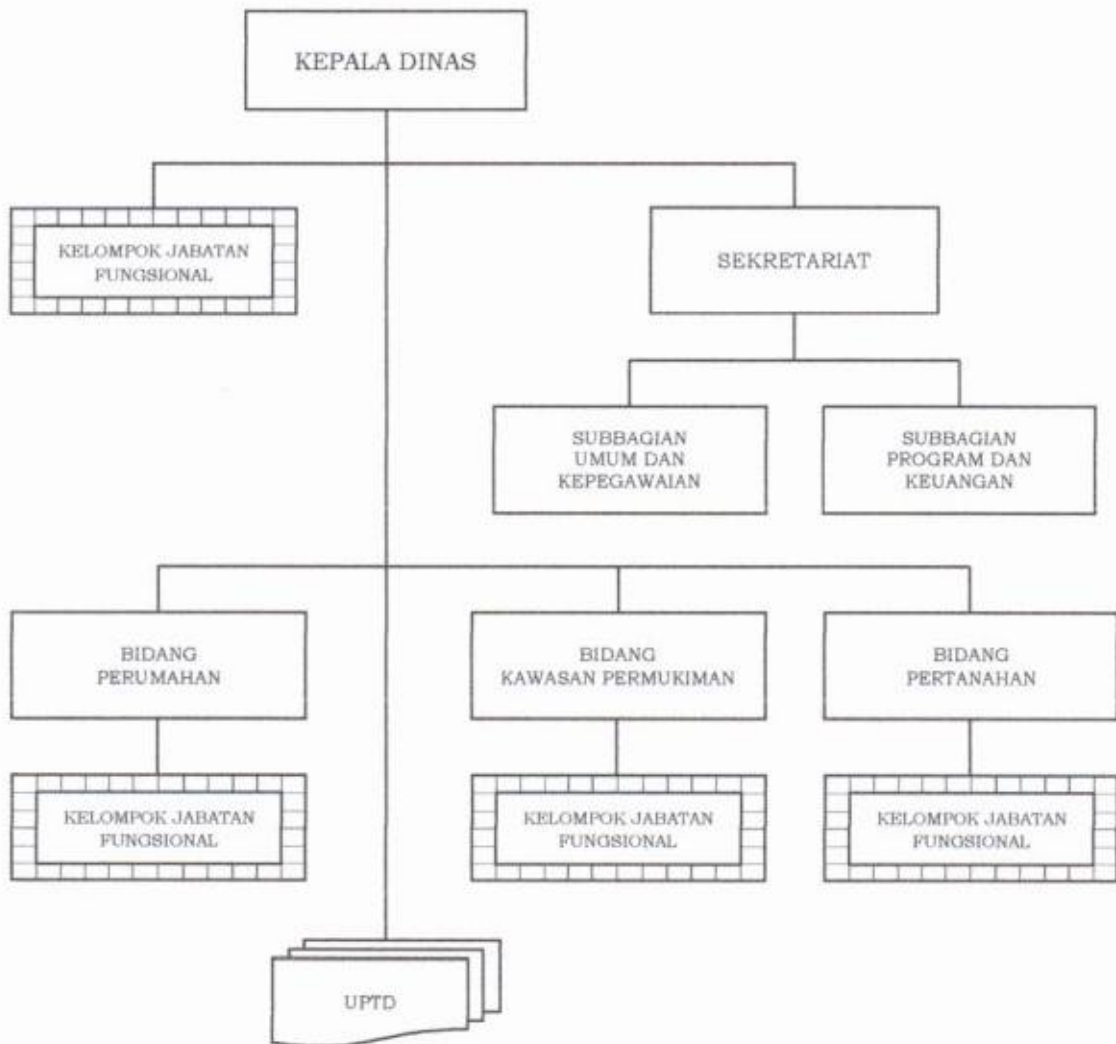 KEPALA DINAS
KELOMPOK JABATAN
FUNGSIONAL
SEKRETARIAT
SUBBAGIAN
UMUM DAN
KEPEGAWAIAN
SUBBAGIAN
PROGRAM DAN
KEUANGAN
BIDANG
PERUMAHAN
BIDANG
KAWASAN PERMUKIMAN
BIDANG
PERTANAHAN
KELOMPOK JABATAN
FUNGSIONAL
KELOMPOK JABATAN
FUNGSIONAL
KELOMPOK JABATAN
FUNGSIONAL
UPTD